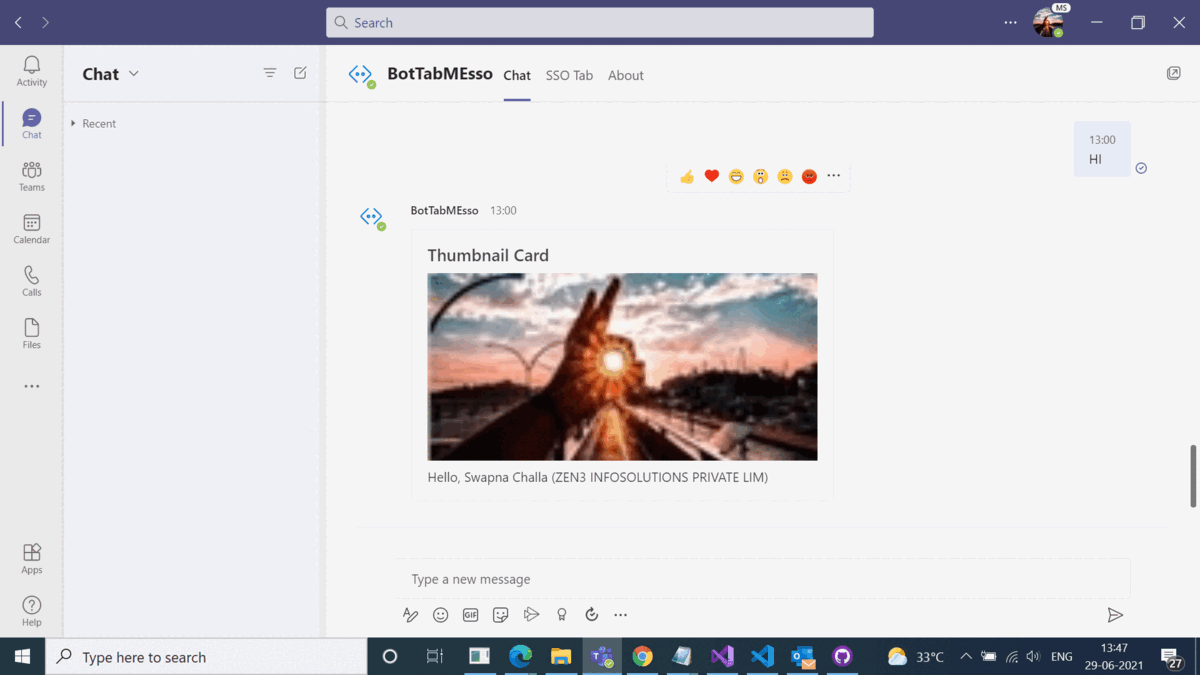 Search
MS
Activity
Chat
Teams
Calendar
Calls
Files
Apps
Help
Chat
Recent
BotTabMEsso Chat SSO Tab About
13:00
HI
BotTabMEsso 13:00
Thumbnail Card
Hello, Swapna Challa (ZEN3 INFOSOLUTIONS PRIVATE LIM)
Type a new message
GIF
Type here to search
33°C
ENG
13:47
29-06-2021
27